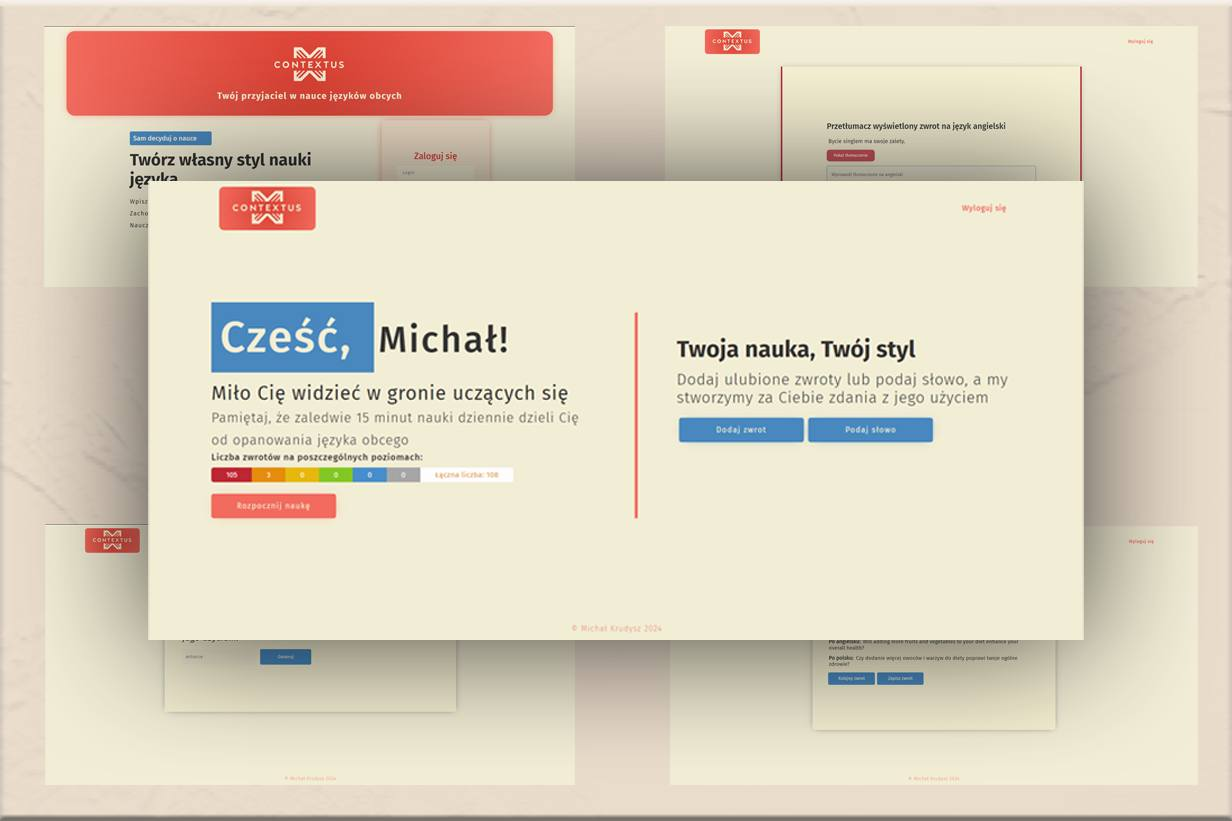 CONTEXTUS
Twój przyjaciel w nauce języków obcych
Sam decyduj o nauce
Twórz własny styl nauki
języka
Zaloguj się
Login
CONTEXTUS
Wyloguj się
Przetłumacz wyświetlony zwrot na język angielski
Bycie singlem ma swoje zalety.
Pokaż tłumaczenie
Wprowadź tłumaczenie na angielski
CONTEXTUS
Wyloguj się
Cześć, Michał!
Miło Cię widzieć w gronie uczących się
Pamiętaj, że zaledwie 15 minut nauki dziennie dzieli Cię
od opanowania języka obcego
Liczba zwrotów na poszczególnych poziomach:
105 3 0 0 0 0 Łączna liczba: 108
Rozpocznij naukę
Twoja nauka, Twój styl
Dodaj ulubione zwroty lub podaj słowo, a my
stworzymy za Ciebie zdania z jego użyciem
Dodaj zwrot Podaj słowo
© Michał Krudysz 2024
CONTEXTUS
enhance
Generuj
© Michał Krudysz 2024
Wyloguj się
Po angielsku: Will adding more fruits and vegetables to your diet enhance your
overall health?
Po polsku: Czy dodanie więcej owoców i warzyw do diety poprawi twoje ogólne
zdrowie?
Kolejny zwrot Zapisz zwrot
© Michał Krudysz 2024